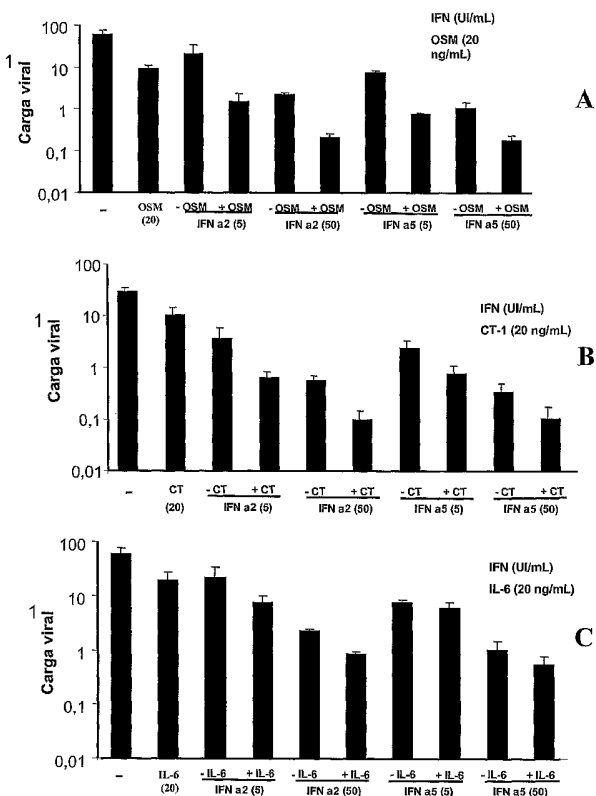 100
10
1
0,1
0,01
1
Carga viral
IFN (UI/mL)
OSM (20
ng/mL)
A
–
OSM
(20)
- OSM + OSM
IFN a2 (5)
- OSM + OSM
IFN a2 (50)
- OSM + OSM
IFN a5 (5)
- OSM + OSM
IFN a5 (50)
100
10
1
0,1
0,01
1
Carga viral
IFN (UI/mL)
CT-1 (20 ng/mL)
B
–
CT
(20)
- CT + CT
IFN a2 (5)
- CT + CT
IFN a2 (50)
- CT + CT
IFN a5 (5)
- CT + CT
IFN a5 (50)
100
10
1
0,1
0,01
1
Carga viral
IFN (UI/mL)
IL-6 (20 ng/mL)
C
–
IL-6
(20)
- IL-6 + IL-6
IFN a2 (5)
- IL-6 + IL-6
IFN a2 (50)
- IL-6 + IL-6
IFN a5 (5)
- IL-6 + IL-6
IFN a5 (50)